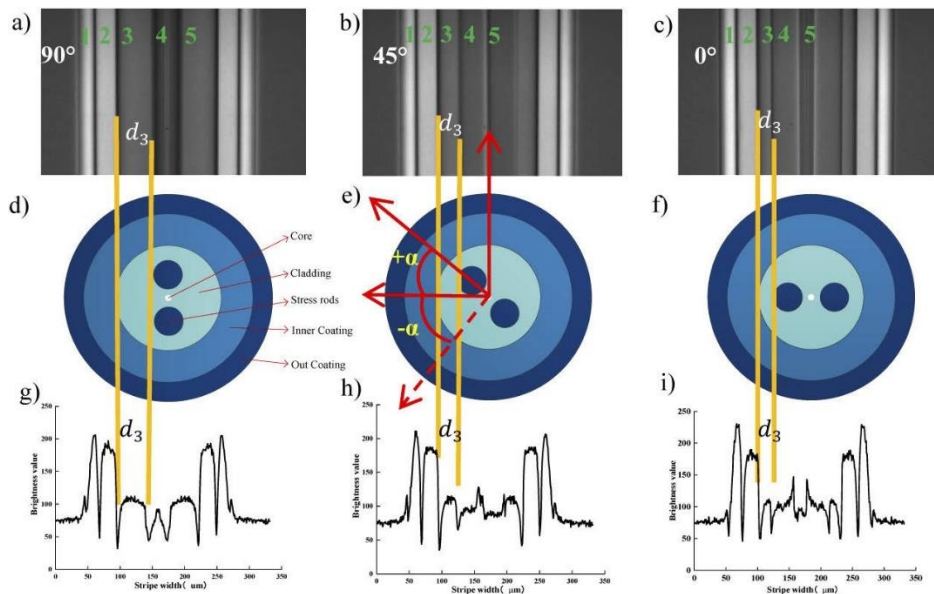 a)
90°
1 2 3 4 5
d₃
b)
45°
1 2 3 4 5
d₃
c)
0°
1 2 3 4 5
d₃
d)
Core
Cladding
Stress rods
Inner Coating
Out Coating
e)
+α
-α
f)
g)
d₃
Brightness value
250
200
150
100
50
0
0 50 100 150 200 250 300 350
Stripe width( um)
h)
d₃
Brightness value
250
200
150
100
50
0
0 50 100 150 200 250 300 350
Stripe width( μm)
i)
d₃
Brightness value
250
200
150
100
50
0
0 50 100 150 200 250 300 350
Stripe width( μm)